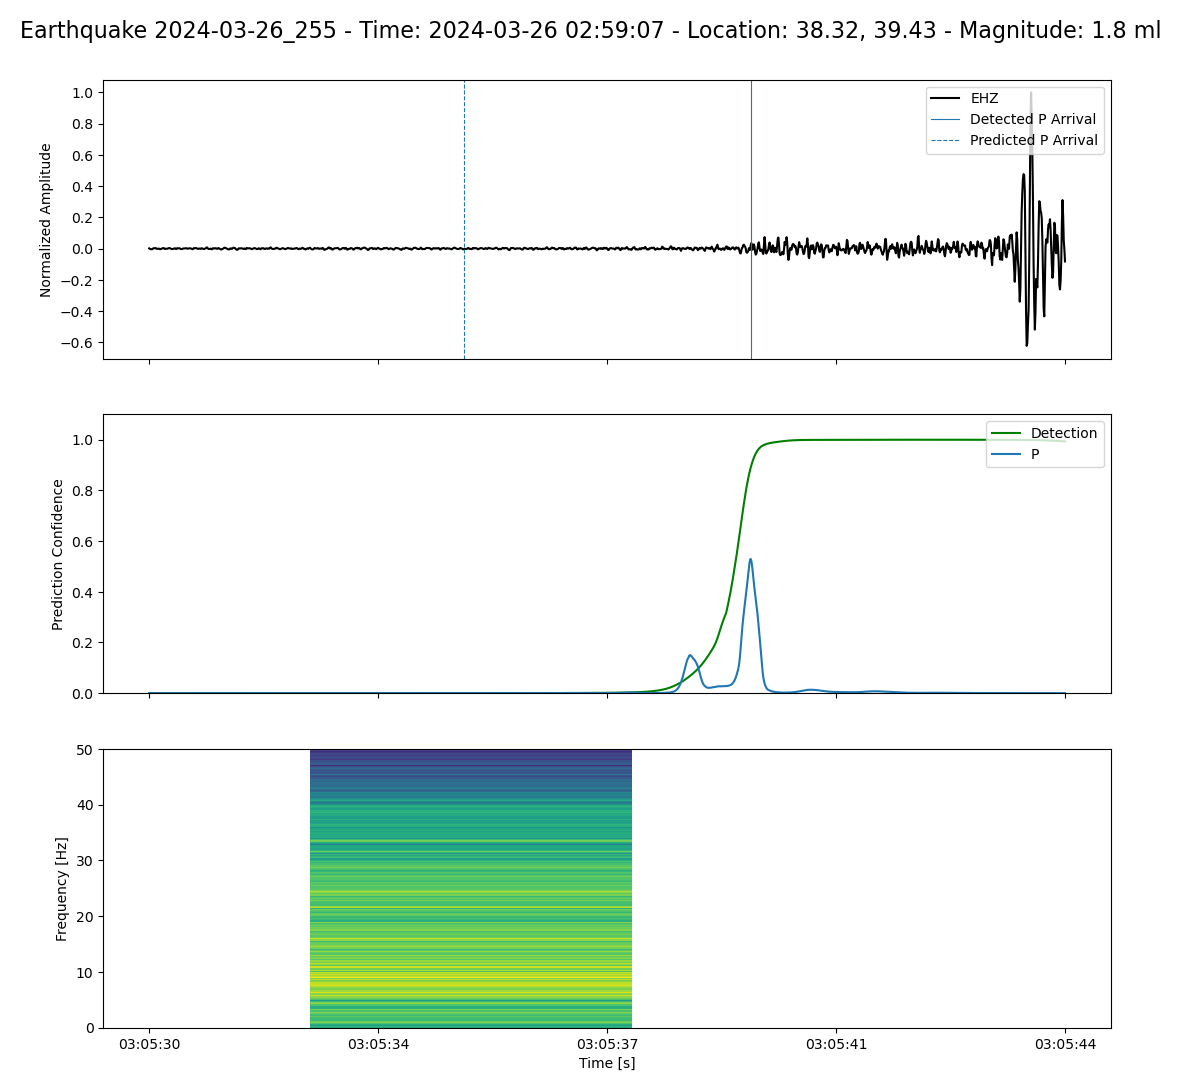 Earthquake 2024-03-26_255 - Time: 2024-03-26 02:59:07 - Location: 38.32, 39.43 - Magnitude: 1.8 ml
1.0
0.8
0.6
0.4
0.2
0.0
−0.2
−0.4
−0.6
Normalized Amplitude
EHZ
Detected P Arrival
Predicted P Arrival
1.0
0.8
0.6
0.4
0.2
0.0
Prediction Confidence
Detection
P
50
40
30
20
10
0
Frequency [Hz]
03:05:30
03:05:34
03:05:37
03:05:41
03:05:44
Time [s]